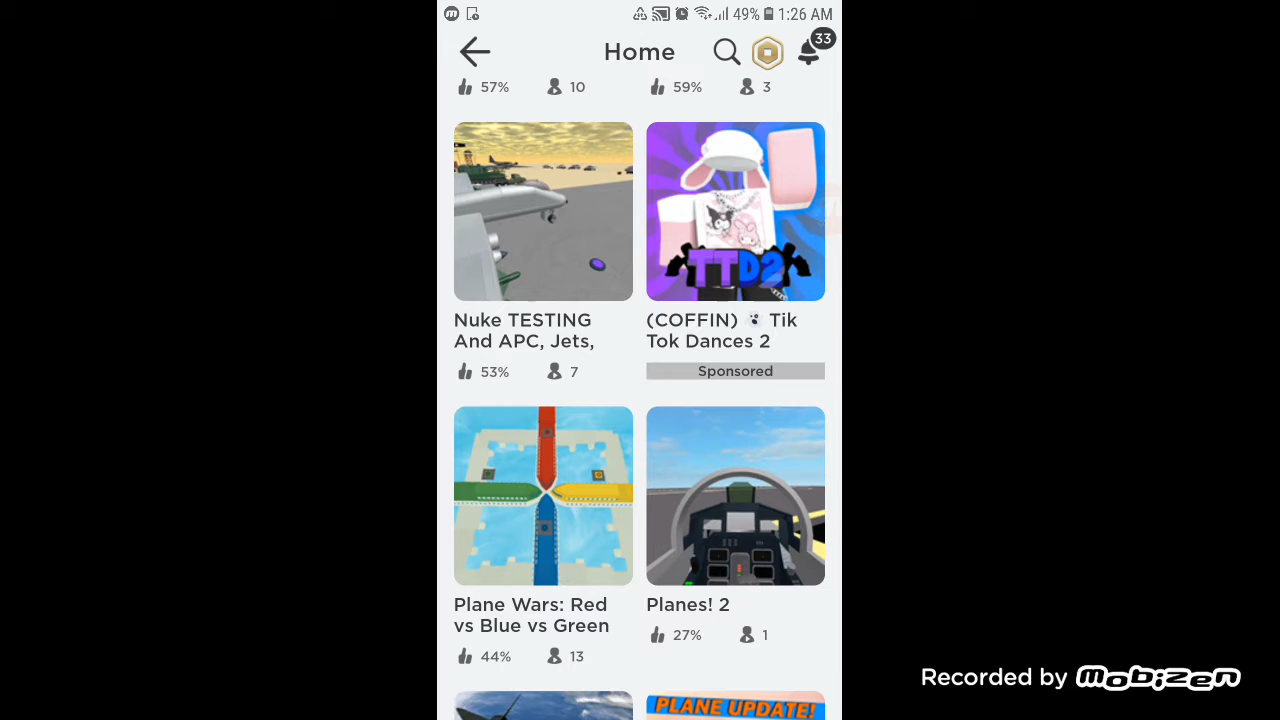 49% 1:26 AM
Home
33
57% 10 59% 3
TTD2
Nuke TESTING
And APC, Jets,
(COFFIN) Tik
Tok Dances 2
53% 7
Sponsored
Plane Wars: Red
vs Blue vs Green
Planes! 2
27% 1
44% 13
PLANE UPDATE!
Recorded by mobizen